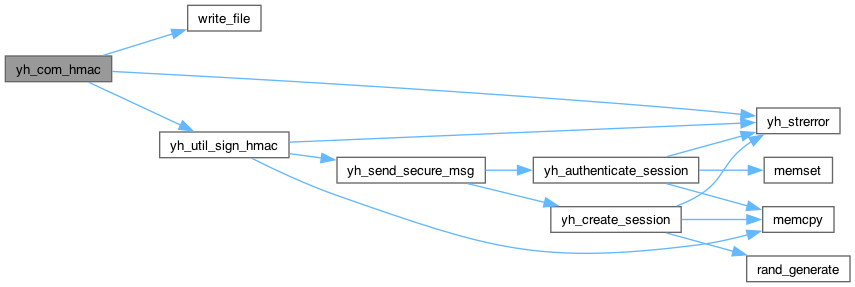 write_file
yh_com_hmac
yh_strerror
yh_util_sign_hmac
yh_send_secure_msg
yh_authenticate_session
memset
yh_create_session
memcpy
rand_generate